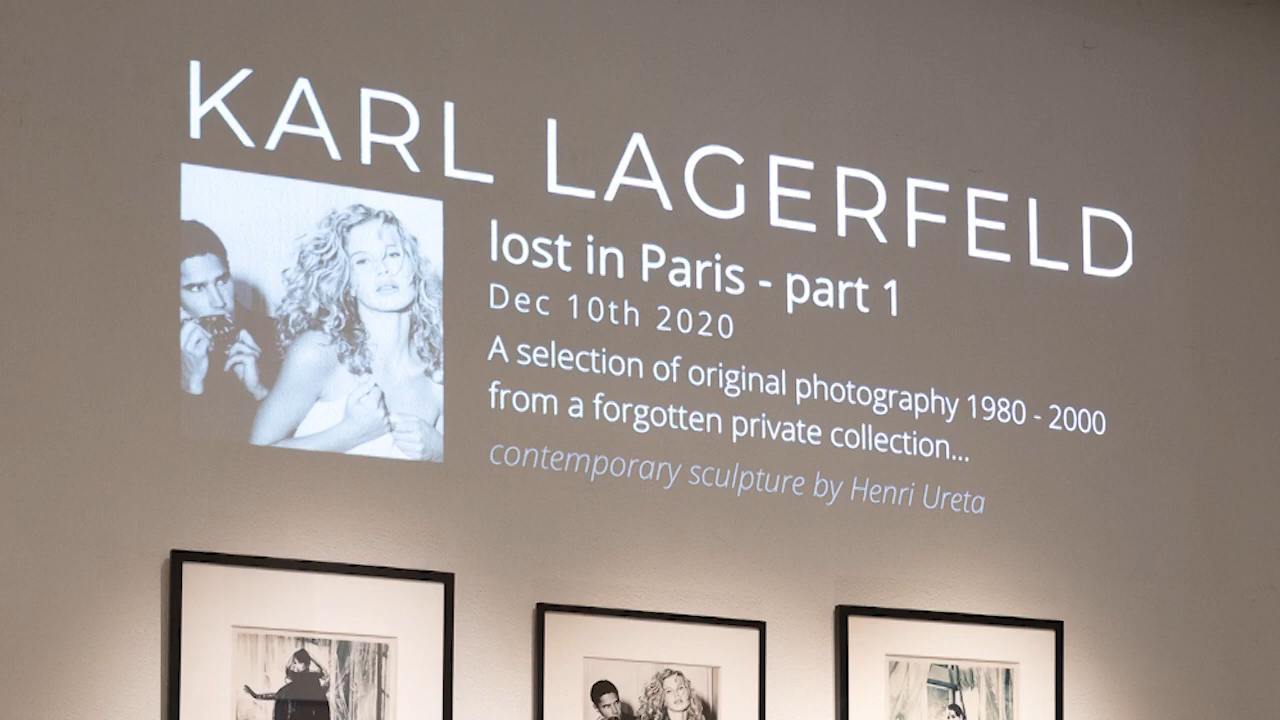 KARL LAGERFELD
lost in Paris - part 1
Dec 10th 2020
A selection of original photography 1980 - 2000
from a forgotten private collection...
contemporary sculpture by Henri Ureta